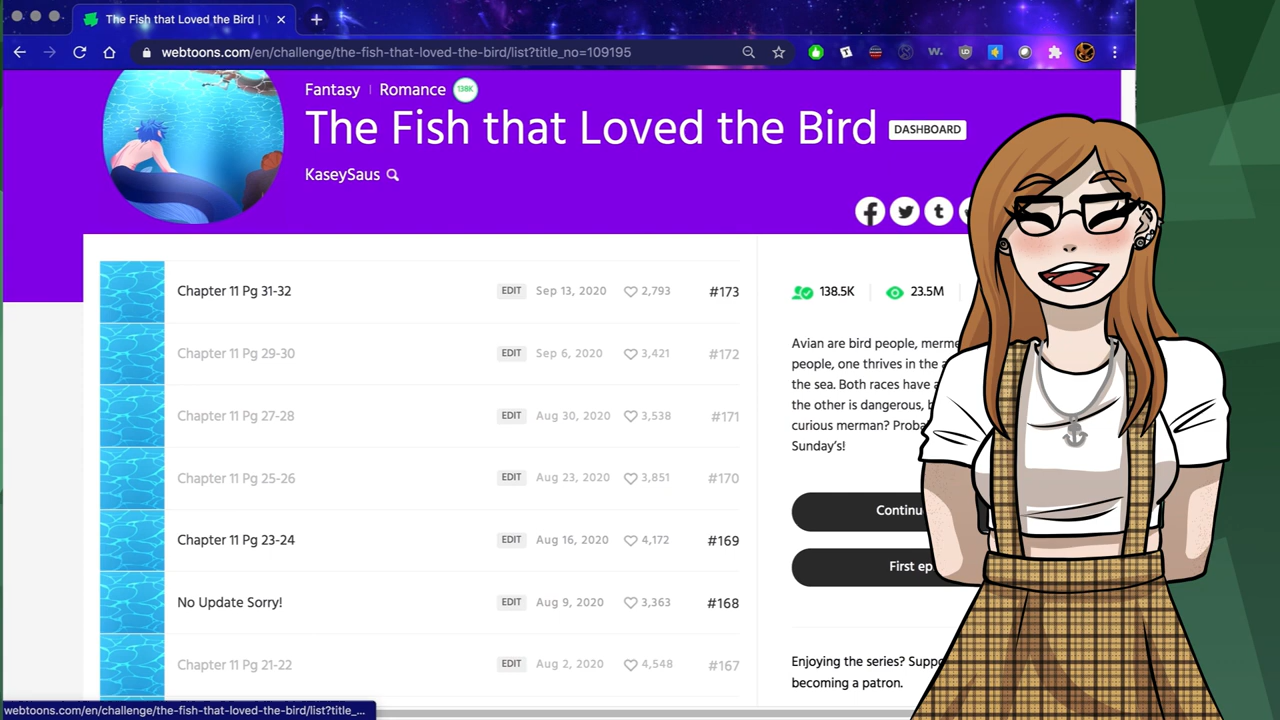 The Fish that Loved the Bird |
webtoons.com/en/challenge/the-fish-that-loved-the-bird/list?title_no=109195
Fantasy | Romance 138K
The Fish that Loved the Bird DASHBOARD
KaseySaus
Chapter 11 Pg 31-32 EDIT Sep 13, 2020 2,793 #173
Chapter 11 Pg 29-30 EDIT Sep 6, 2020 3,421 #172
Chapter 11 Pg 27-28 EDIT Aug 30, 2020 3,538 #171
Chapter 11 Pg 25-26 EDIT Aug 23, 2020 3,851 #170
Chapter 11 Pg 23-24 EDIT Aug 16, 2020 4,172 #169
No Update Sorry! EDIT Aug 9, 2020 3,363 #168
Chapter 11 Pg 21-22 EDIT Aug 2, 2020 4,548 #167
138.5K 23.5M
Avian are bird people, merme
people, one thrives in the a
the sea. Both races have a
the other is dangerous, b
curious merman? Proba
Sunday's!
Continu
First ep
Enjoying the series? Suppo
becoming a patron.
webtoons.com/en/challenge/the-fish-that-loved-the-bird/list?title_...